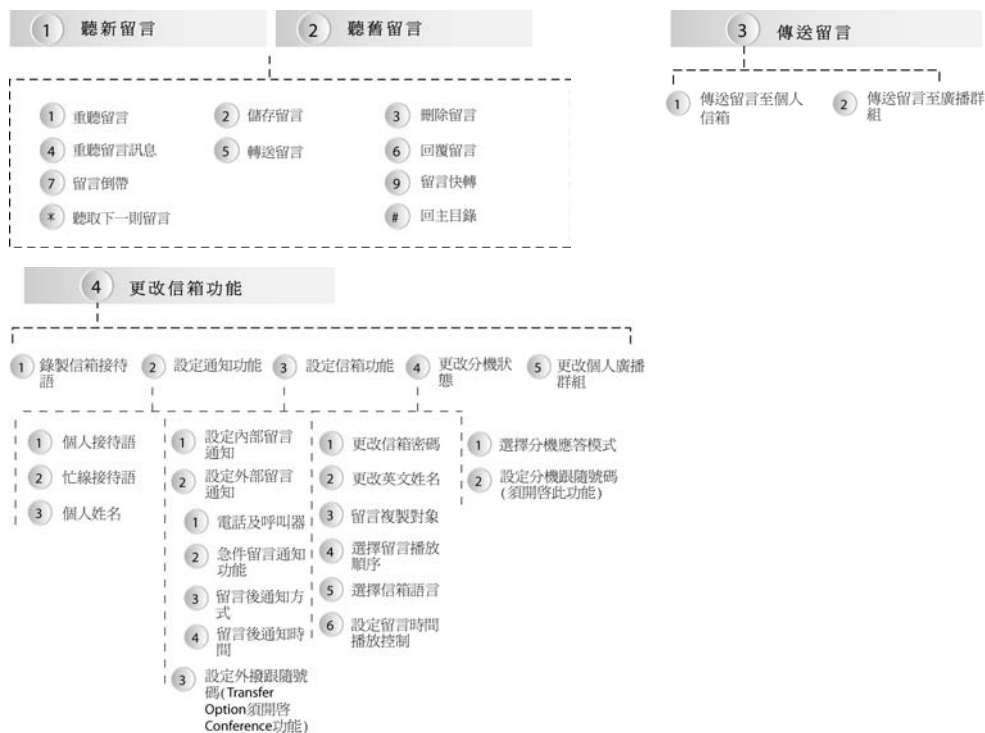 1 聽新留言
2 聽舊留言
3 傳送留言
1 重聽留言
2 儲存留言
3 刪除留言
4 重聽留言訊息
5 轉送留言
6 回覆留言
7 留言倒帶
9 留言快轉
* 聽取下一則留言
# 回主目錄
1 傳送留言至個人
信箱
2 傳送留言至廣播群
組
4 更改信箱功能
1 錄製信箱接待
語
2 設定通知功能
3 設定信箱功能
4 更改分機狀
態
5 更改個人廣播
群組
1 個人接待語
2 忙線接待語
3 個人姓名
1 設定內部留言
通知
2 設定外部留言
通知
1 電話及呼叫器
2 急件留言通知
功能
3 留言後通知方
式
4 留言後通知時
間
3 設定外撥跟隨號
碼(Transfer
Option須開啓
Conference功能)
1 更改信箱密碼
2 更改英文姓名
3 留言複製對象
4 選擇留言播放
順序
5 選擇信箱語言
6 設定留言時間
播放控制
1 選擇分機應答模式
2 設定分機跟隨號碼
(須開啓此功能)